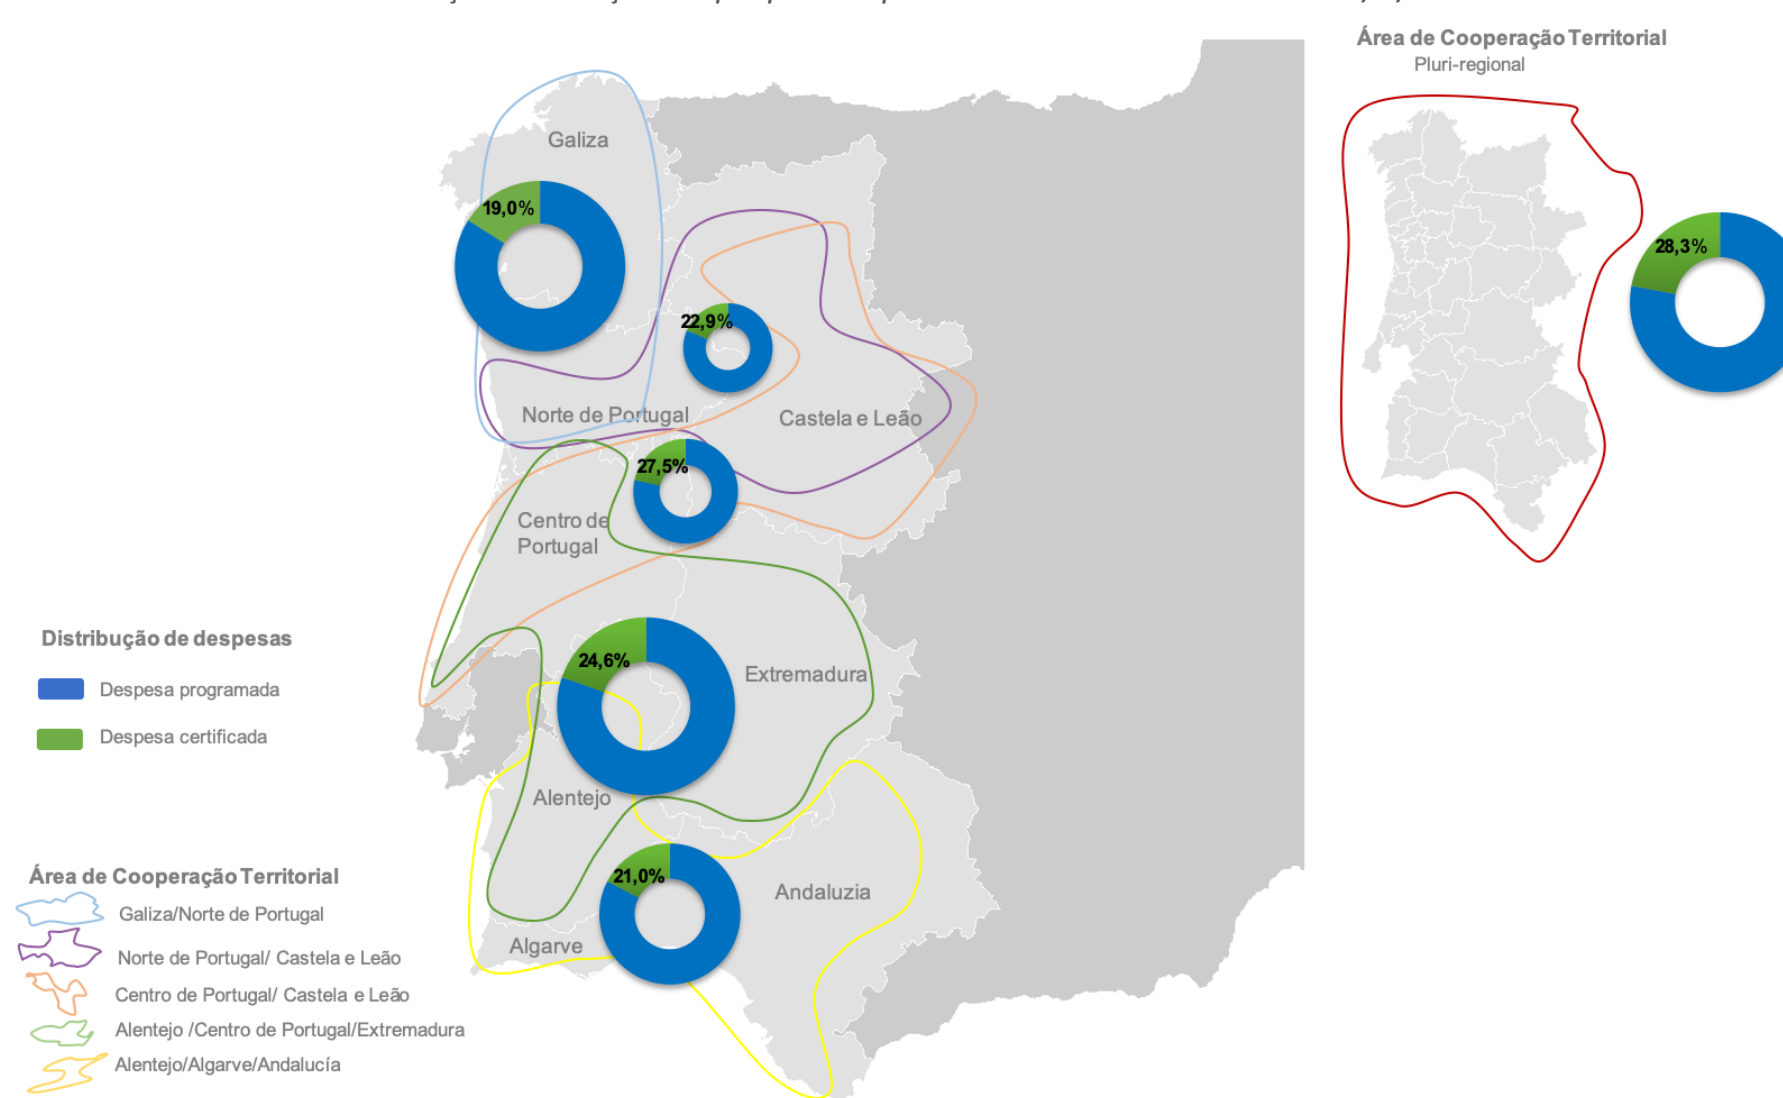 Área de Cooperação Territorial
Pluri-regional
Galiza
19,0%
28,3%
22,9%
Norte de Portugal
Castela e Leão
27,5%
Centro de
Portugal
Distribução de despesas
Despesa programada
Despesa certificada
24,6%
Extremadura
Alentejo
21,0%
Andaluzia
Algarve
Área de Cooperação Territorial
Galiza/Norte de Portugal
Norte de Portugal/ Castela e Leão
Centro de Portugal/ Castela e Leão
Alentejo /Centro de Portugal/Extremadura
Alentejo/Algarve/Andalucía